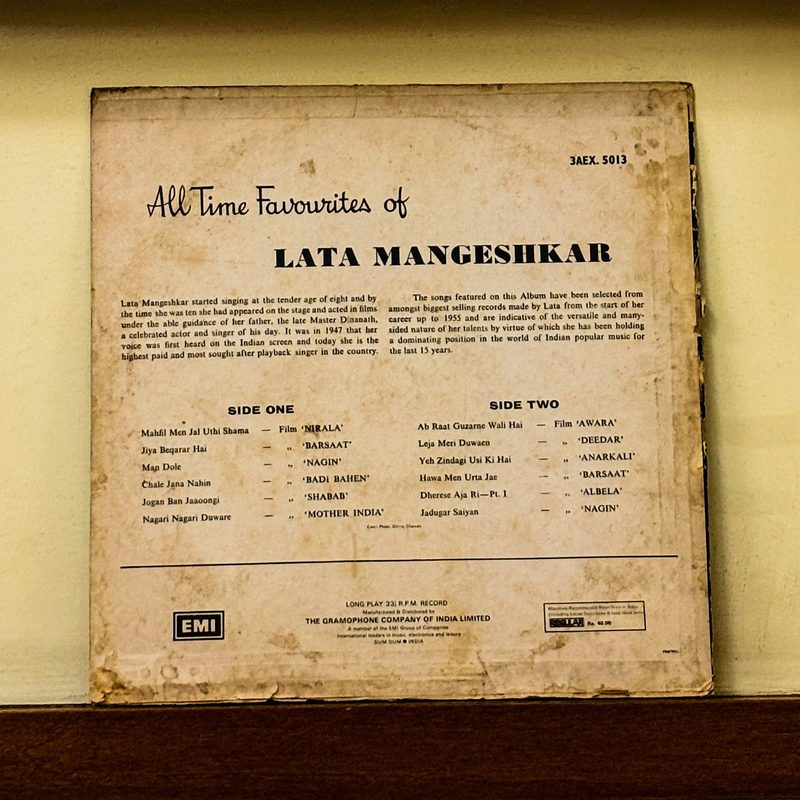 3AEX. 5013
All Time Favourites of
LATA MANGESHKAR
Lata Mangeshkar started singing at the tender age of eight and by
the time she was ten she had appeared on the stage and acted in films
under the able guidance of her father, the late Master Dinanath,
a celebrated actor and singer of his day. It was in 1947 that her
voice was first heard on the Indian screen and today she is the
highest paid and most sought after playback singer in the country.
The songs featured on this Album have been selected from
amongst biggest selling records made by Lata from the start of her
career up to 1955 and are indicative of the versatile and many-
sided nature of her talents by virtue of which she has been holding
a dominating position in the world of Indian popular music for
the last 15 years.
SIDE ONE
Mahfil Men Jal Uthi Shama — Film 'NIRALA'
Jiya Beqarar Hai — „ 'BARSAAT'
Man Dole — „ 'NAGIN'
Chale Jana Nahin — „ 'BADI BAHEN'
Jogan Ban Jaaoongi — „ 'SHABAB'
Nagari Nagari Duware — „ 'MOTHER INDIA'
SIDE TWO
Ab Raat Guzarne Wali Hai — Film 'AWARA'
Leja Meri Duwaen — „ 'DEEDAR'
Yeh Zindagi Usi Ki Hai — „ 'ANARKALI'
Hawa Men Urta Jae — „ 'BARSAAT'
Dherese Aja Ri—Pt. 1 — „ 'ALBELA'
Jadugar Saiyan — „ 'NAGIN'
Cover Photo:
EMI
LONG PLAY 33⅓ R.P.M. RECORD
Manufactured & Distributed by
THE GRAMOPHONE COMPANY OF INDIA LIMITED
A member of the EMI Group of Companies
International leaders in music, electronics and leisure
DUM DUM ● INDIA
Maximum Recommended Retail Price in India
REGULAR Rs.